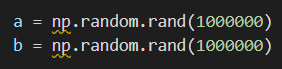 a = np.random.rand(1000000)
b = np.random.rand(1000000)